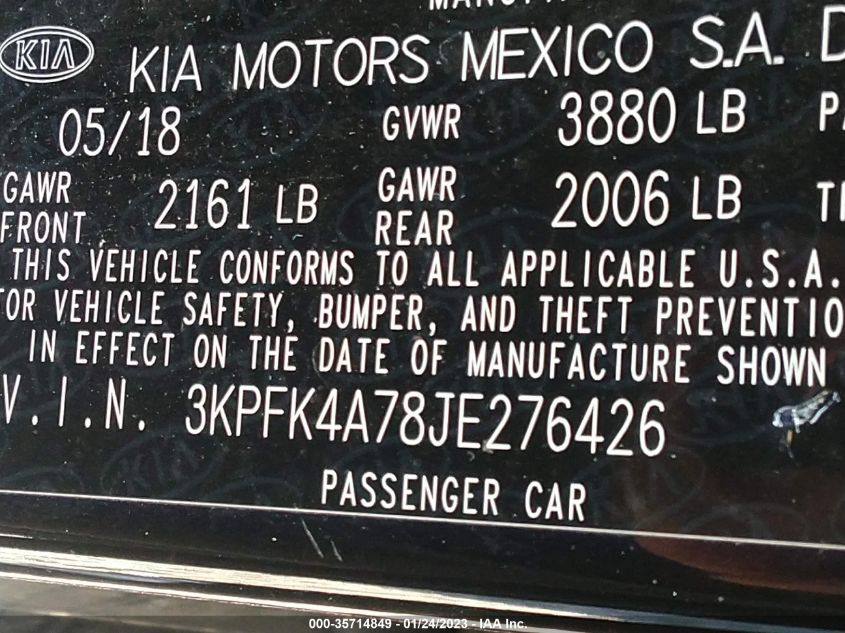 KIA
KIA MOTORS MEXICO S.A. D
05/18 GVWR 3880 LB
GAWR FRONT 2161 LB GAWR REAR 2006 LB
THIS VEHICLE CONFORMS TO ALL APPLICABLE U.S.A.
VEHICLE SAFETY, BUMPER, AND THEFT PREVENTIO
IN EFFECT ON THE DATE OF MANUFACTURE SHOWN
V.I.N. 3KPFK4A78JE276426
PASSENGER CAR
000-35714849 - 01/24/2023 - IAA Inc.